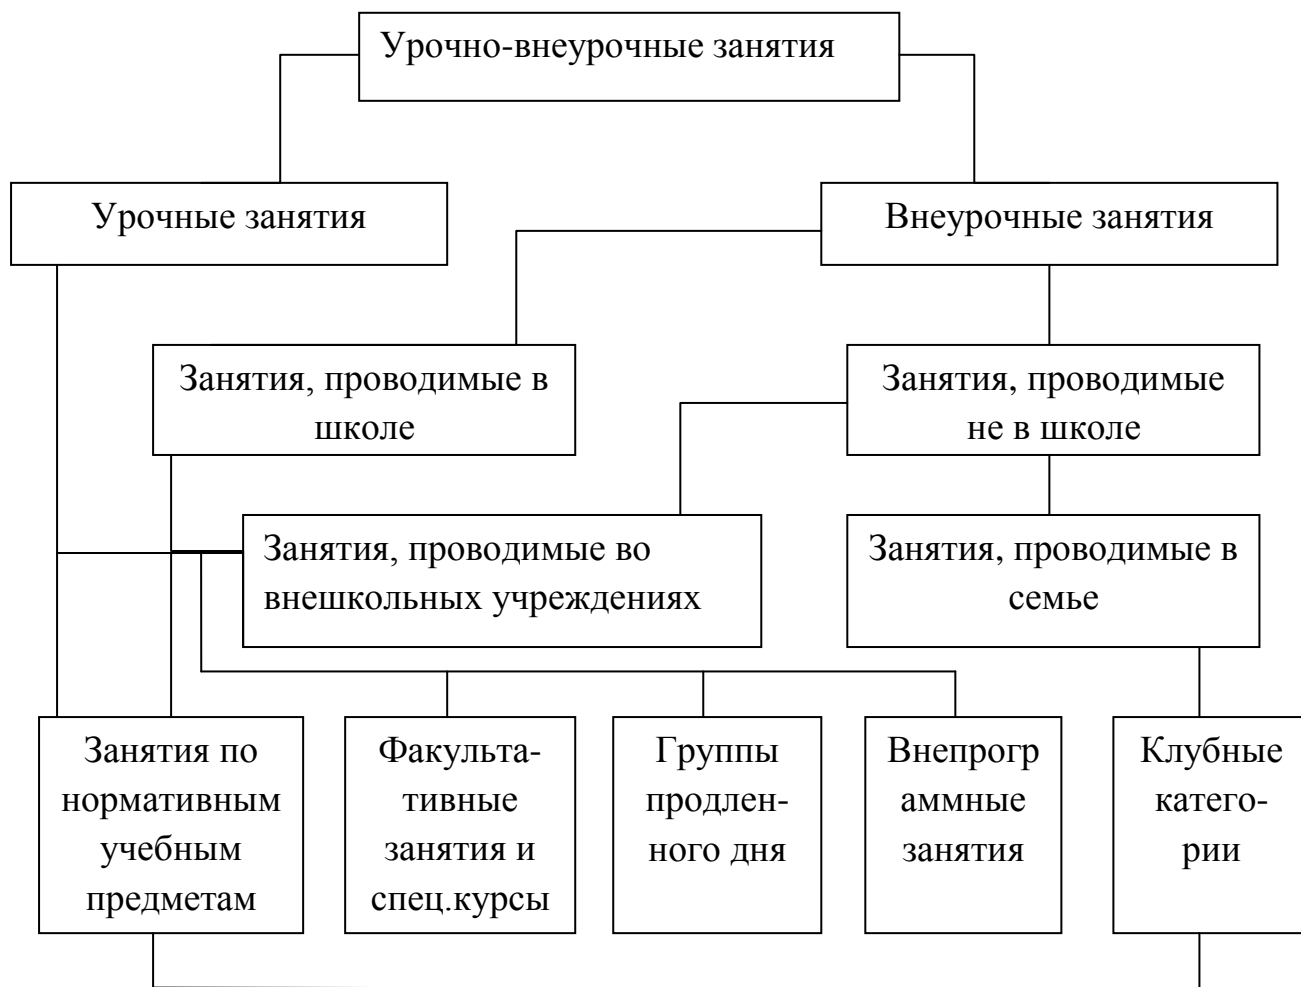 Урочно-внеурочные занятия
Урочные занятия
Внеурочные занятия
Занятия, проводимые в
школе
Занятия, проводимые
не в школе
Занятия, проводимые во
внешкольных учреждениях
Занятия, проводимые в
семье
Занятия по
нормативным
учебным
предметам
Факульта-
тивные
занятия и
спец.курсы
Группы
продлен-
ного дня
Внепрогр
аммные
занятия
Клубные
катего-
рии